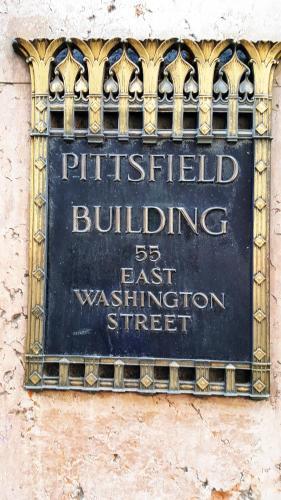 PITTSFIELD
BUILDING
55
EAST
WASHINGTON
STREET